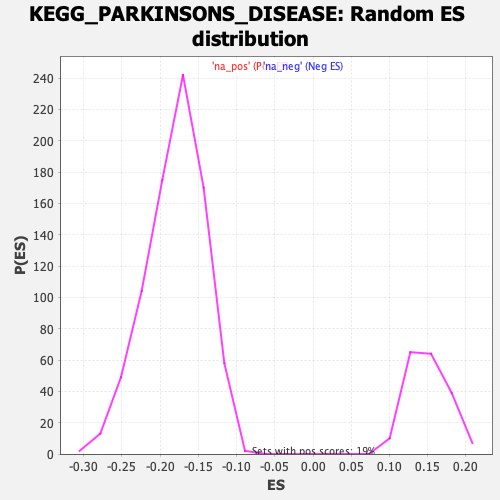 KEGG_PARKINSONS_DISEASE: Random ES
distribution
'na_pos' (P
'na_neg' (Neg ES)
240
220
200
180
160
140
120
100
80
60
40
20
0
P(ES)
Sets with pos scores: 19%
-0.30 -0.25 -0.20 -0.15 -0.10 -0.05 0.00 0.05 0.10 0.15 0.20
ES